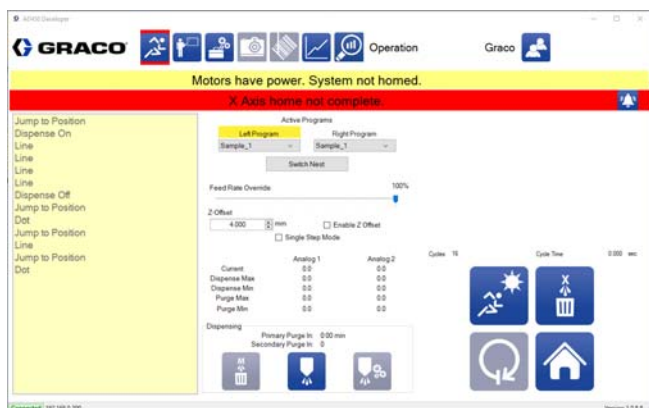 AD43X Developer
GRACO
Operation
Graco
Motors have power. System not homed.
X Axis home not complete.
Jump to Position
Dispense On
Line
Line
Line
Line
Dispense Off
Jump to Position
Dot
Jump to Position
Line
Jump to Position
Dot
Active Programs
Left Program Right Program
Sample_1 Sample_1
Switch Nest
Feed Rate Override 100%
Z-Offset
4.000 mm Enable Z Offset
Single Step Mode
Analog 1 Analog 2
Current 0.0 0.0
Dispense Max 0.0 0.0
Dispense Min 0.0 0.0
Purge Max 0.0 0.0
Purge Min 0.0 0.0
Cycles 16 Cycle Time 0.000 sec
X
Dispensing
Primary Purge In: 0.00 min
Secondary Purge In: 0
M
Connected